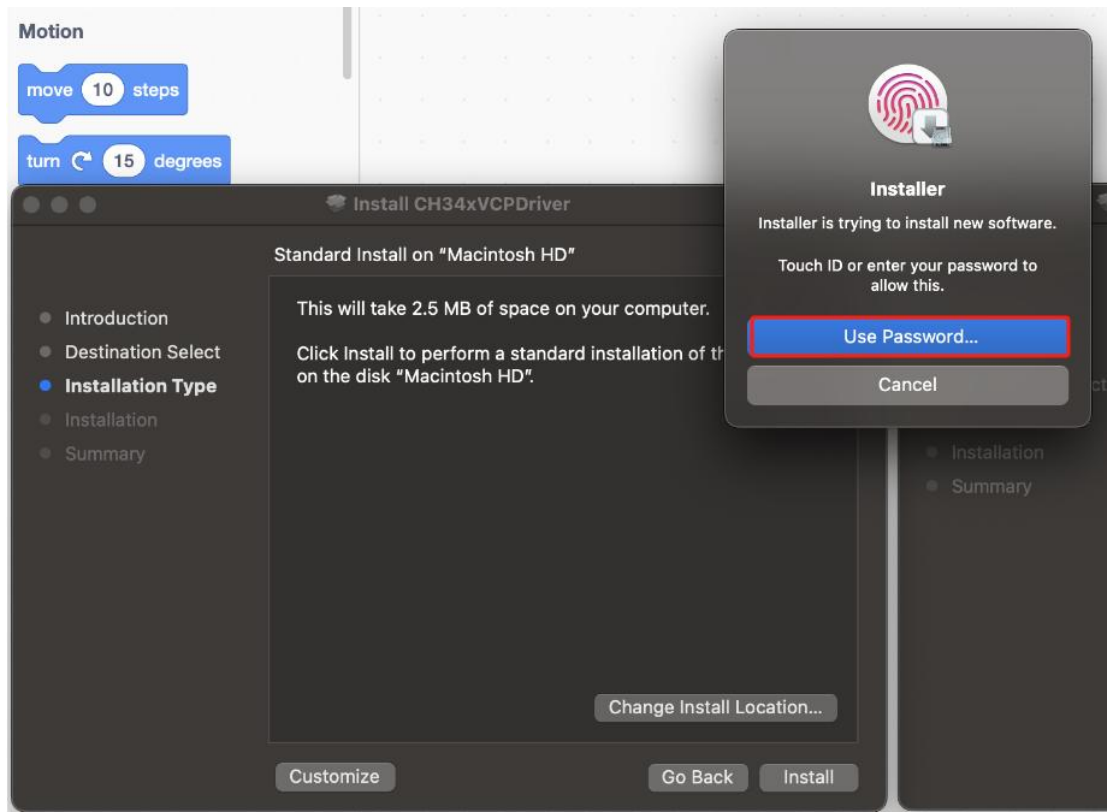 Motion
move 10 steps
turn 15 degrees
Install CH34xVCPDriver
Standard Install on “Macintosh HD”
Introduction
Destination Select
Installation Type
Installation
Summary
This will take 2.5 MB of space on your computer.
Click Install to perform a standard installation of
on the disk “Macintosh HD”.
Change Install Location...
Customize
Go Back
Install
Installer
Installer is trying to install new software.
Touch ID or enter your password to
allow this.
Use Password...
Cancel
Installation
Summary